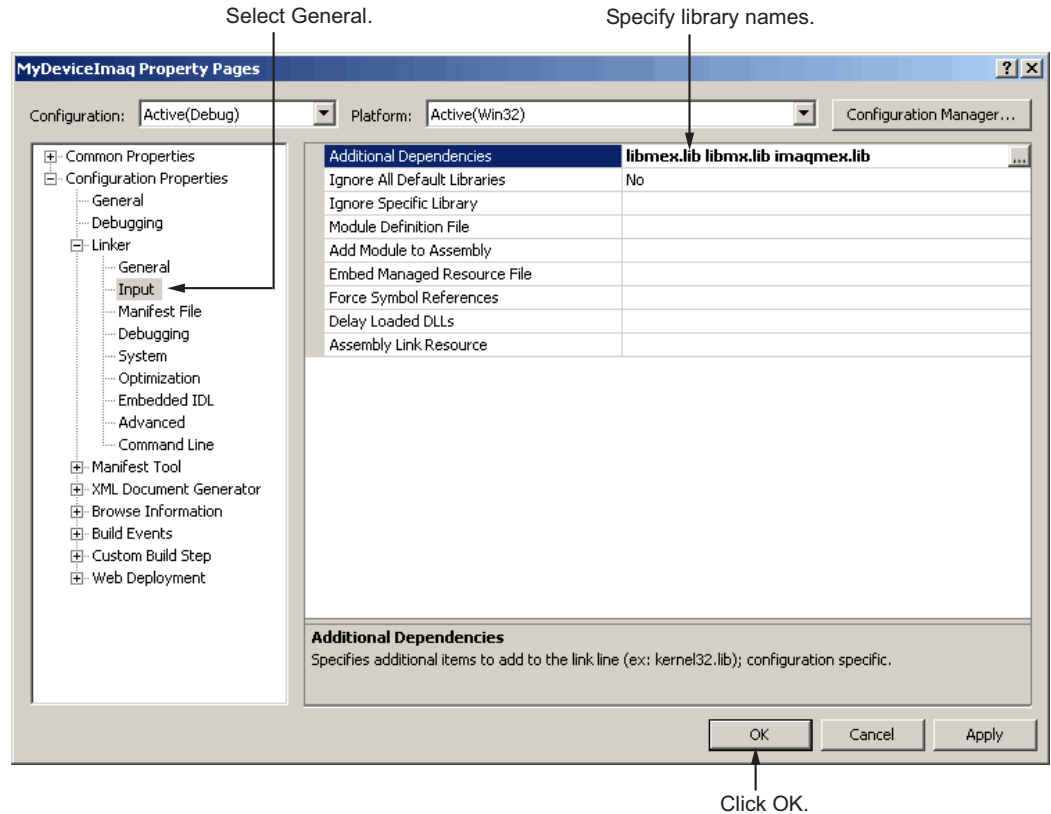 Select General.
Specify library names.
MyDeviceImaq Property Pages
Configuration: Active(Debug) Platform: Active(Win32) Configuration Manager...
Common Properties
Configuration Properties
General
Debugging
Linker
General
Input
Manifest File
Debugging
System
Optimization
Embedded IDL
Advanced
Command Line
Manifest Tool
XML Document Generator
Browse Information
Build Events
Custom Build Step
Web Deployment
Additional Dependencies libmex.lib libmx.lib imaqmex.lib ...
Ignore All Default Libraries No
Ignore Specific Library
Module Definition File
Add Module to Assembly
Embed Managed Resource File
Force Symbol References
Delay Loaded DLLs
Assembly Link Resource
Additional Dependencies
Specifies additional items to add to the link line (ex: kernel32.lib); configuration specific.
OK Cancel Apply
Click OK.